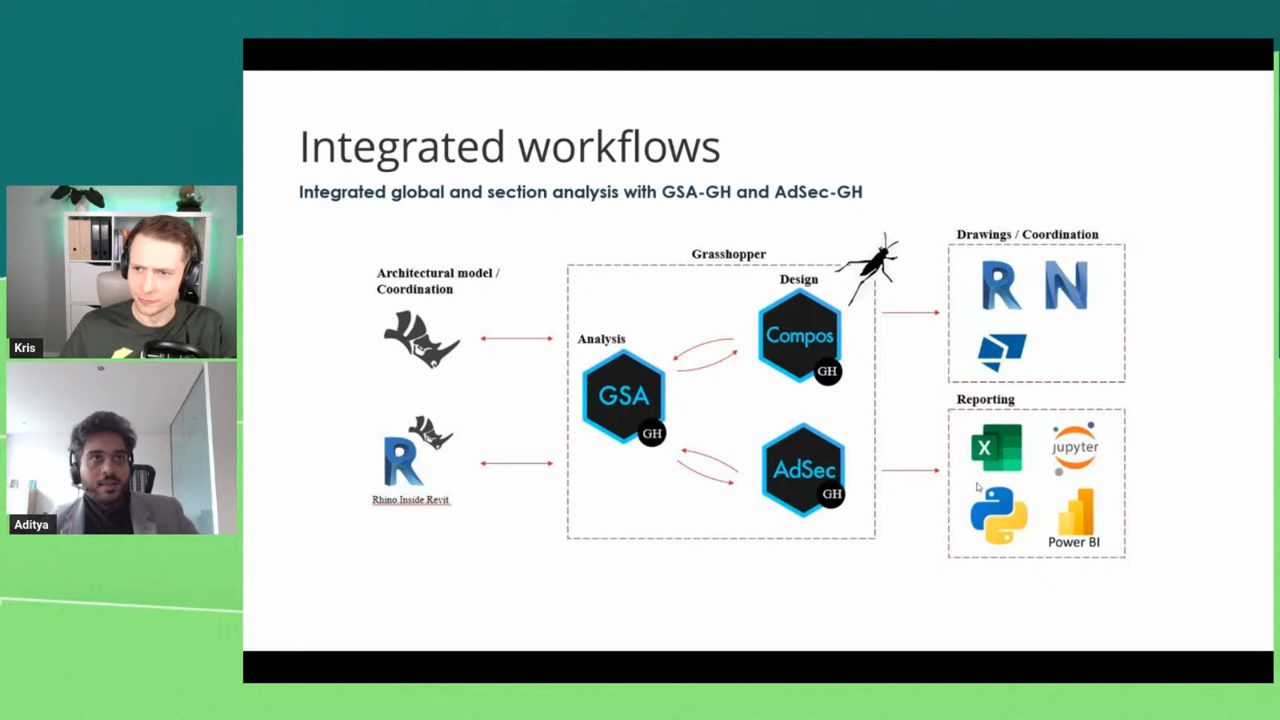 Integrated workflows
Integrated global and section analysis with GSA-GH and AdSec-GH
Architectural model /
Coordination
R
Rhino.Inside.Revit
Grasshopper
Analysis
GSA
GH
Design
Compos
GH
AdSec
GH
Drawings / Coordination
R N
Reporting
X
jupyter
Power BI
Kris
Aditya